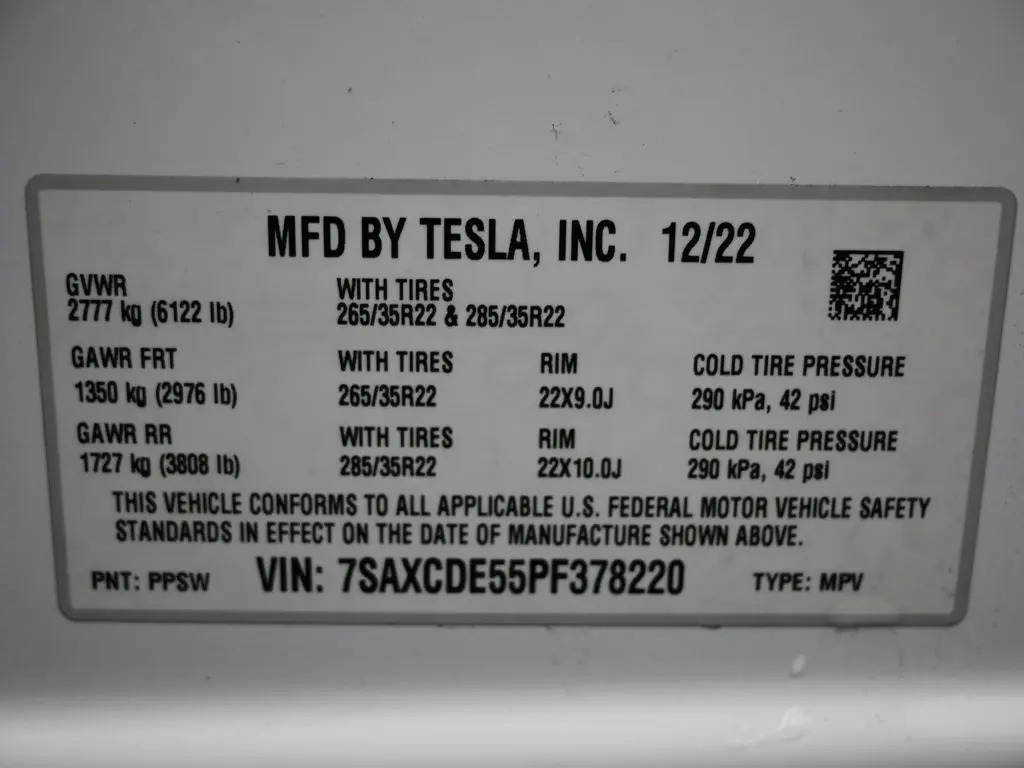 MFD BY TESLA, INC. 12/22
GVWR WITH TIRES
2777 kg (6122 lb) 265/35R22 & 285/35R22
GAWR FRT WITH TIRES RIM COLD TIRE PRESSURE
1350 kg (2976 lb) 265/35R22 22X9.0J 290 kPa, 42 psi
GAWR RR WITH TIRES RIM COLD TIRE PRESSURE
1727 kg (3808 lb) 285/35R22 22X10.0J 290 kPa, 42 psi
THIS VEHICLE CONFORMS TO ALL APPLICABLE U.S. FEDERAL MOTOR VEHICLE SAFETY
STANDARDS IN EFFECT ON THE DATE OF MANUFACTURE SHOWN ABOVE.
PNT: PPSW VIN: 7SAXCDE55PF378220 TYPE: MPV